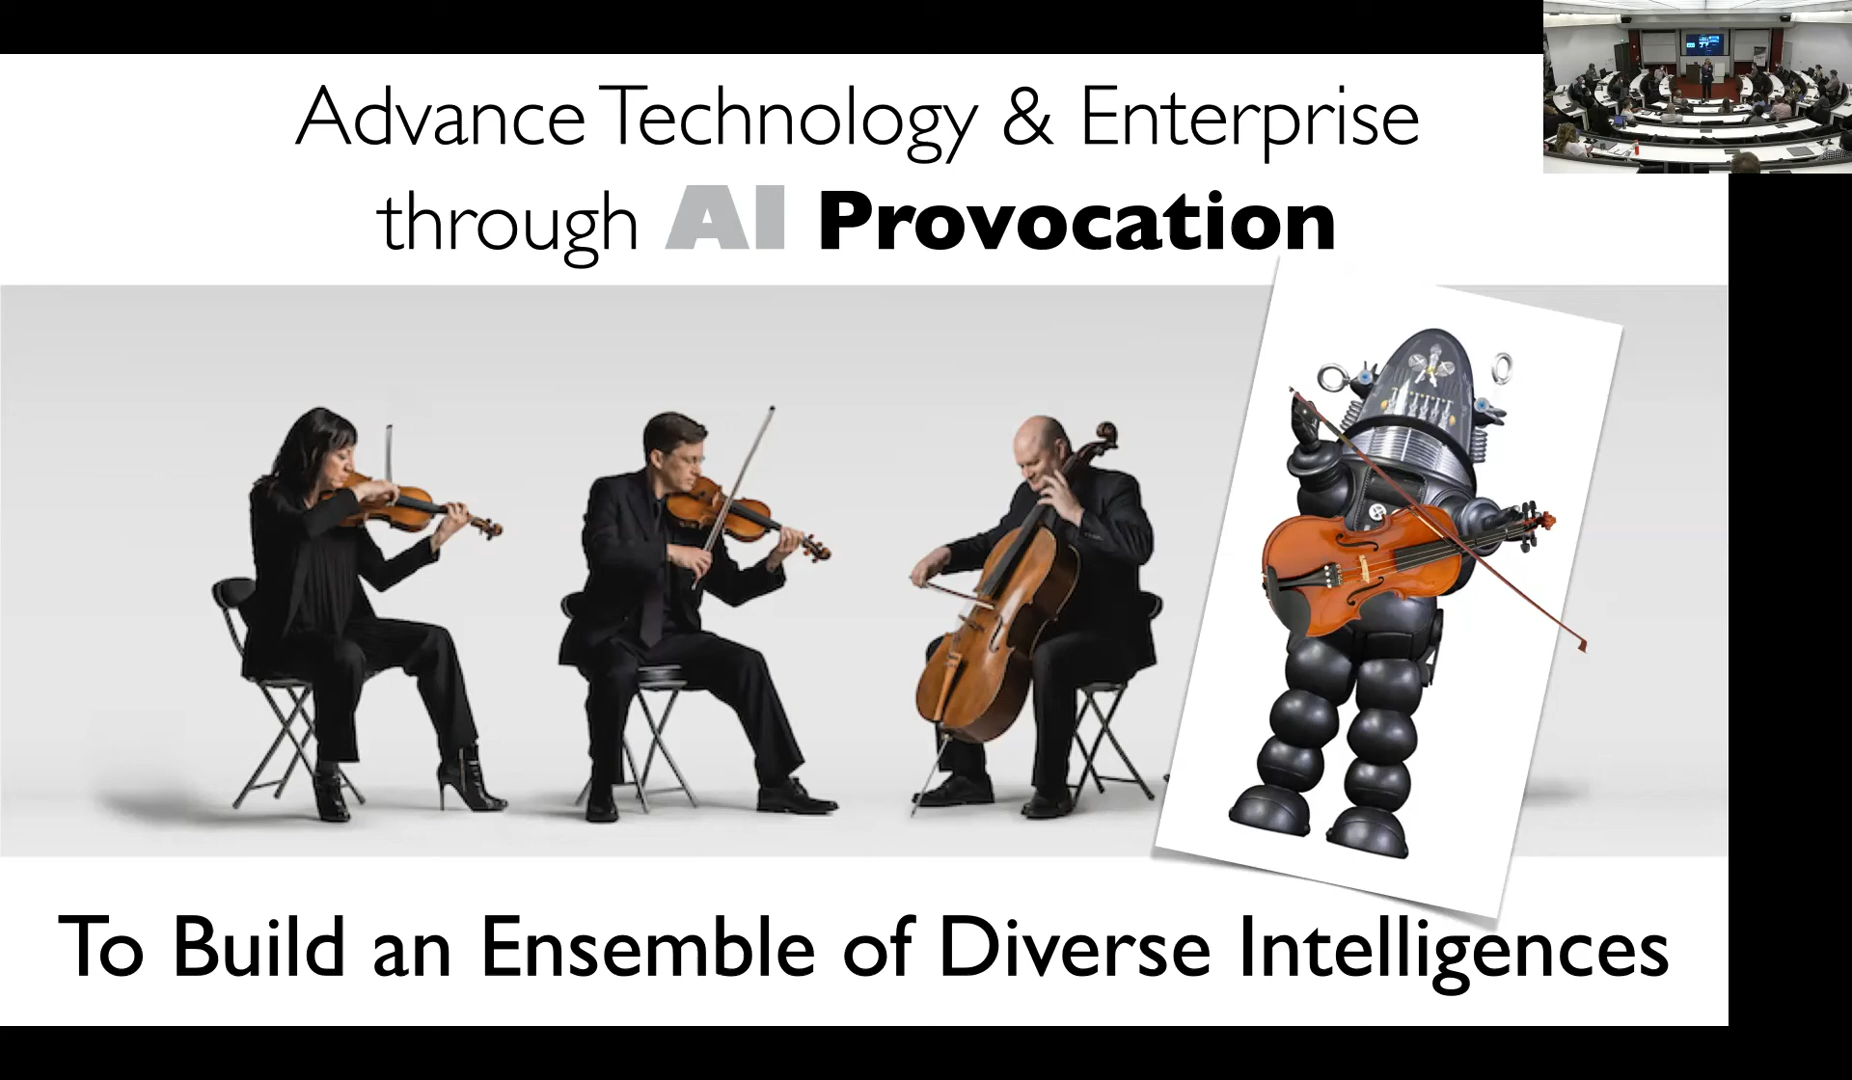 Advance Technology & Enterprise
through AI Provocation
To Build an Ensemble of Diverse Intelligences